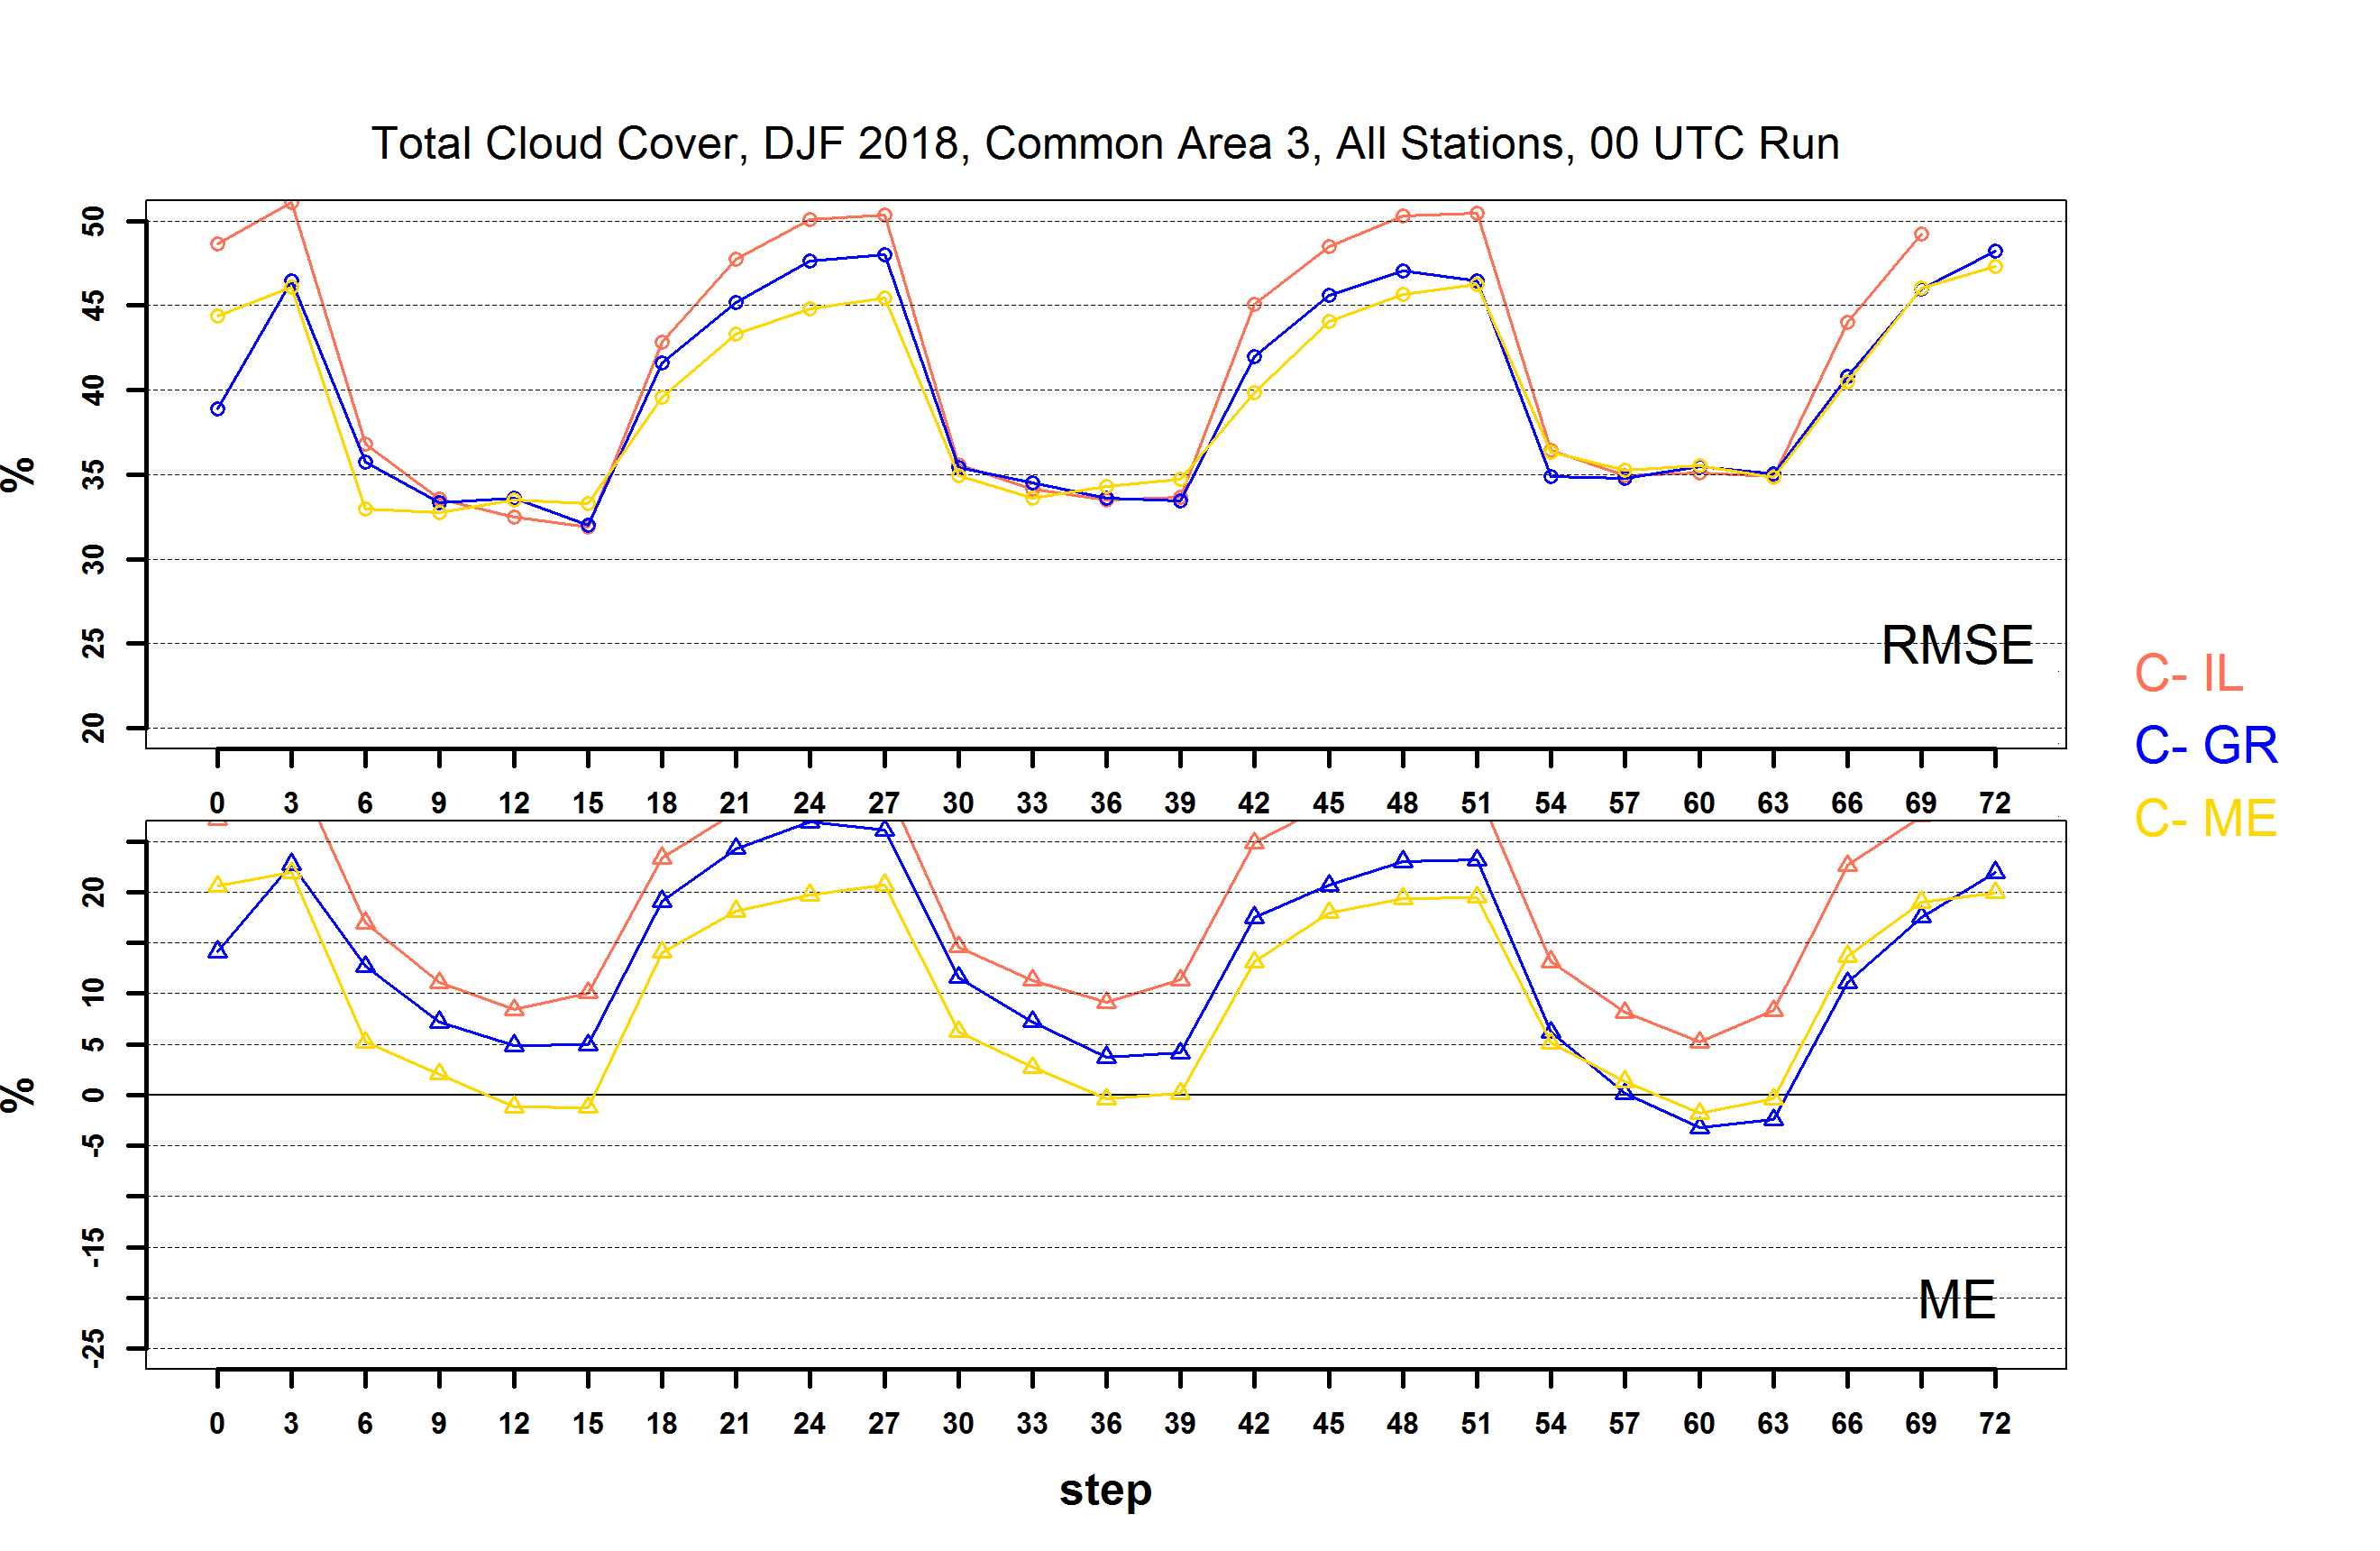 Total Cloud Cover, DJF 2018, Common Area 3, All Stations, 00 UTC Run
50
45
40
35
30
25
20
%
RMSE
0 3 6 9 12 15 18 21 24 27 30 33 36 39 42 45 48 51 54 57 60 63 66 69 72
C- IL
C- GR
C- ME
20
10
5
0
-5
-15
-25
%
ME
0 3 6 9 12 15 18 21 24 27 30 33 36 39 42 45 48 51 54 57 60 63 66 69 72
step